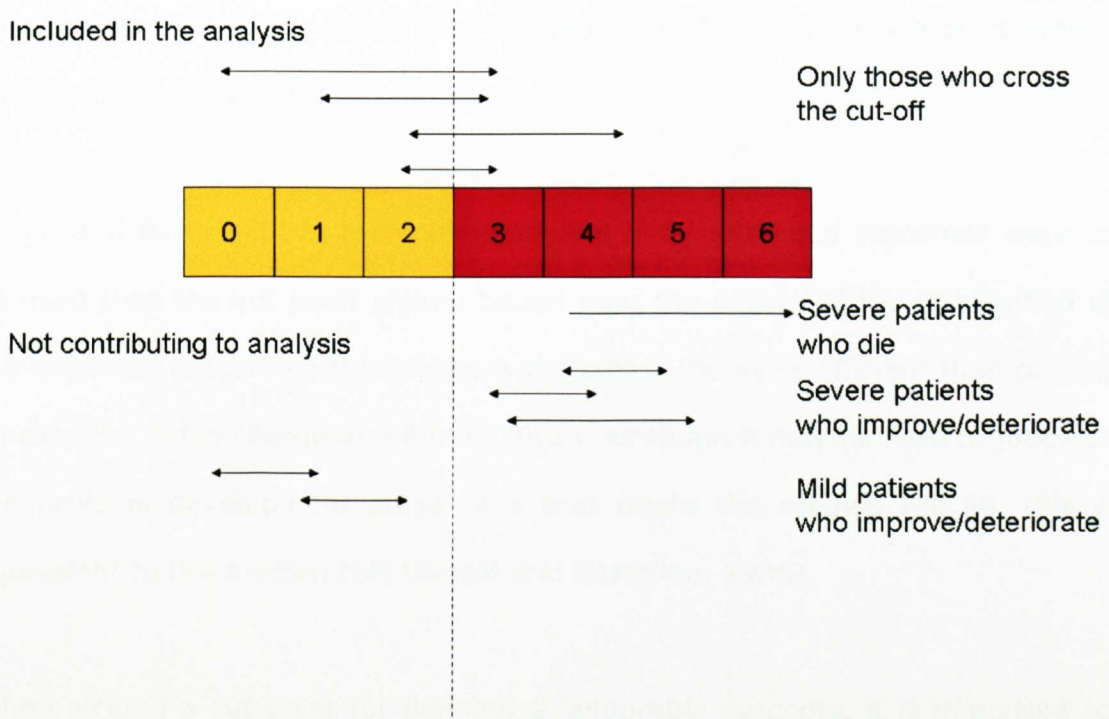 Included in the analysis
Only those who cross
the cut-off
0 1 2 3 4 5 6
Severe patients
who die
Not contributing to analysis
Severe patients
who improve/deteriorate
Mild patients
who improve/deteriorate